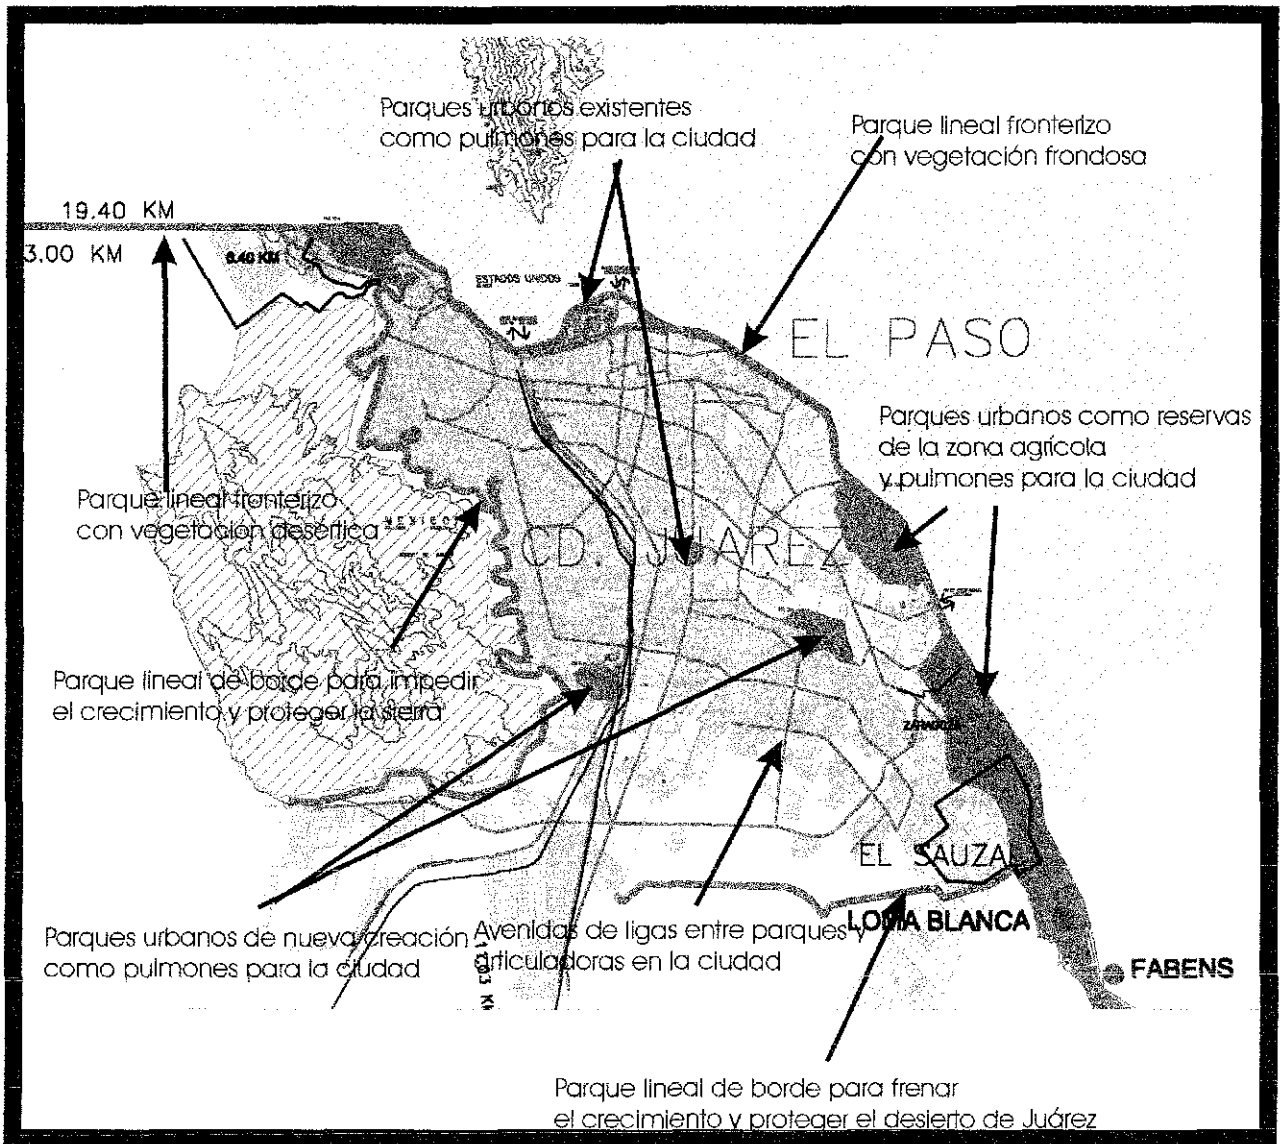 Parques urbanos existentes
como pulmones para la ciudad
Parque lineal fronterizo
con vegetación frondosa
19.40 KM
3.00 KM
6.40 KM
ESTADOS UNIDOS
EL PASO
Parques urbanos como reservas
de la zona agrícola
y pulmones para la ciudad
Parque lineal fronterizo
con vegetación desértica
MEXICO
CD. JUAREZ
Parque lineal de borde para impedir
el crecimiento y proteger la sierra
ZARAGOZA
EL SAUZAL
LOMA BLANCA
Parques urbanos de nueva creación
como pulmones para la ciudad
Avenidas de ligas entre parques y
articuladoras en la ciudad
FABENS
Parque lineal de borde para frenar
el crecimiento y proteger el desierto de Juárez